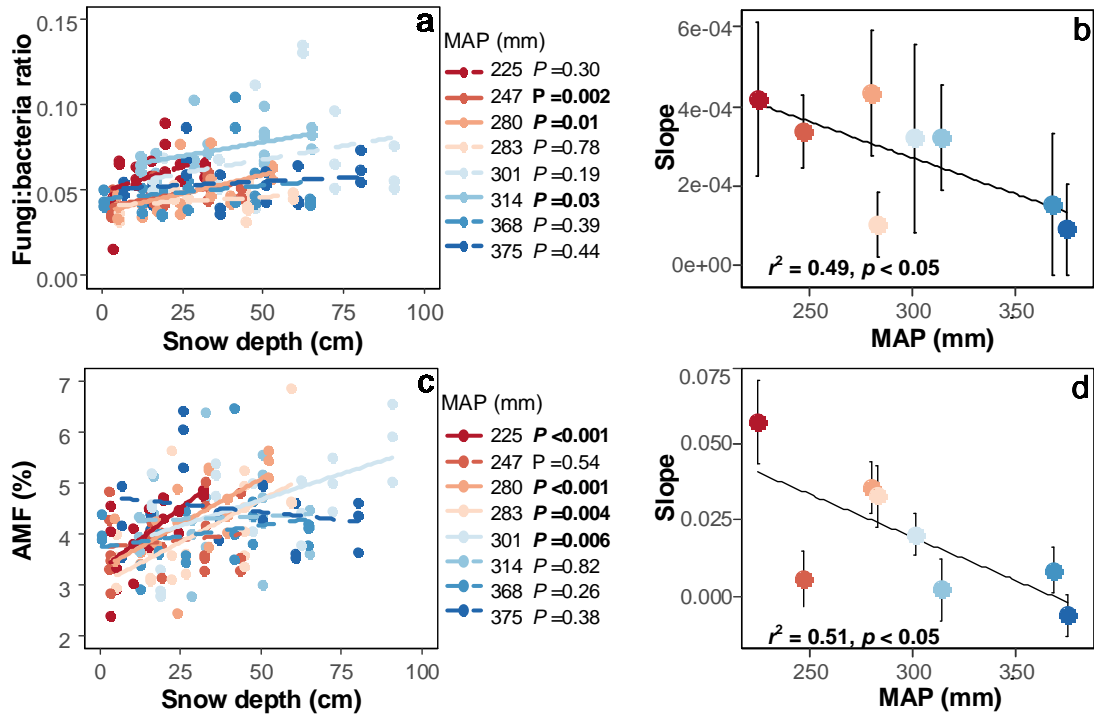 a
Fungi:bacteria ratio
0.15
0.10
0.05
0.00
0 25 50 75 100
Snow depth (cm)
MAP (mm)
225 P =0.30
247 P =0.002
280 P =0.01
283 P =0.78
301 P =0.19
314 P =0.03
368 P =0.39
375 P =0.44
b
Slope
6e-04
4e-04
2e-04
0e+00
r² = 0.49, p < 0.05
250 300 350
MAP (mm)
c
AMF (%)
7
6
5
4
3
2
0 25 50 75 100
Snow depth (cm)
MAP (mm)
225 P <0.001
247 P =0.54
280 P <0.001
283 P =0.004
301 P =0.006
314 P =0.82
368 P =0.26
375 P =0.38
d
Slope
0.075
0.050
0.025
0.000
r² = 0.51, p < 0.05
250 300 350
MAP (mm)